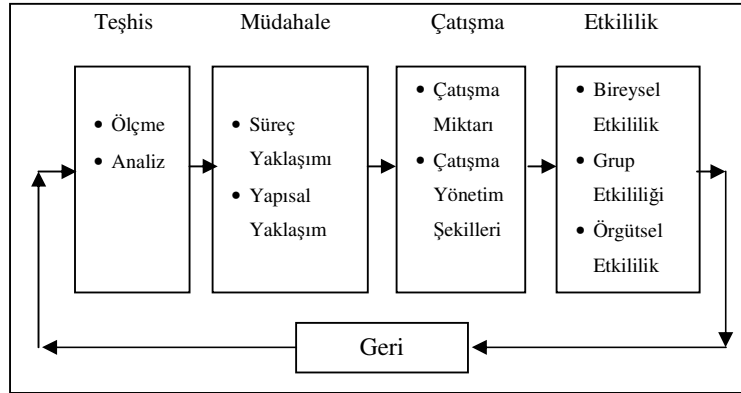 Teşhis
Müdahale
Çatışma
Etkililik
• Ölçme
• Analiz
• Süreç
Yaklaşımı
• Yapısal
Yaklaşım
• Çatışma
Miktarı
• Çatışma
Yönetim
Şekilleri
• Bireysel
Etkililik
• Grup
Etkililiği
• Örgütsel
Etkililik
Geri